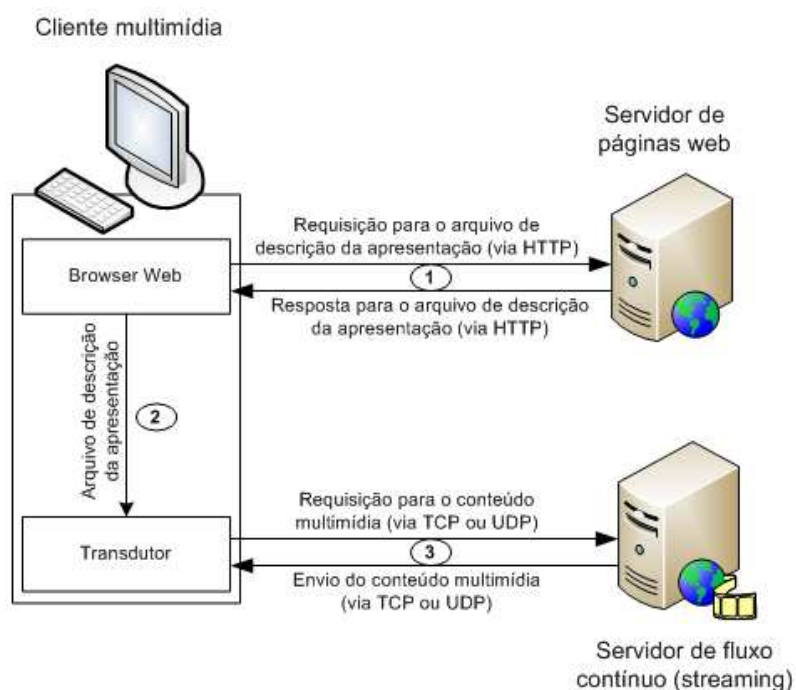 Cliente multimídia
Servidor de
páginas web
Requisição para o arquivo de
descrição da apresentação (via HTTP)
1
Resposta para o arquivo de descrição
da apresentação (via HTTP)
Browser Web
Arquivo de descrição
da apresentação
2
Requisição para o conteúdo
multimídia (via TCP ou UDP)
3
Envio do conteúdo multimídia
(via TCP ou UDP)
Transdutor
Servidor de fluxo
contínuo (streaming)